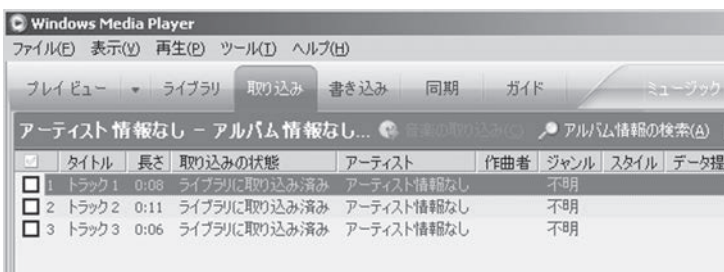 Windows Media Player
ファイル(F) 表示(V) 再生(P) ツール(T) ヘルプ(H)
プレイ ビュー ライブラリ 取り込み 書き込み 同期 ガイド ミュージック
アーティスト情報なし - アルバム情報なし... 音楽の取り込み(C) アルバム情報の検索(A)
タイトル 長さ 取り込みの状態 アーティスト 作曲者 ジャンル スタイル データ提
1 トラック 1 0:08 ライブラリに取り込み済み アーティスト情報なし 不明
2 トラック 2 0:11 ライブラリに取り込み済み アーティスト情報なし 不明
3 トラック 3 0:06 ライブラリに取り込み済み アーティスト情報なし 不明